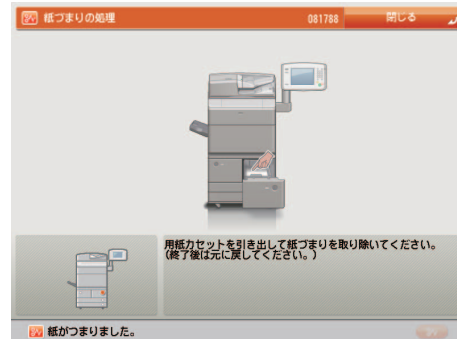 紙づまりの処理
081788
閉じる
用紙カセットを引き出して紙づまりを取り除いてください。
(終了後は元に戻してください。)
紙がつまりました。